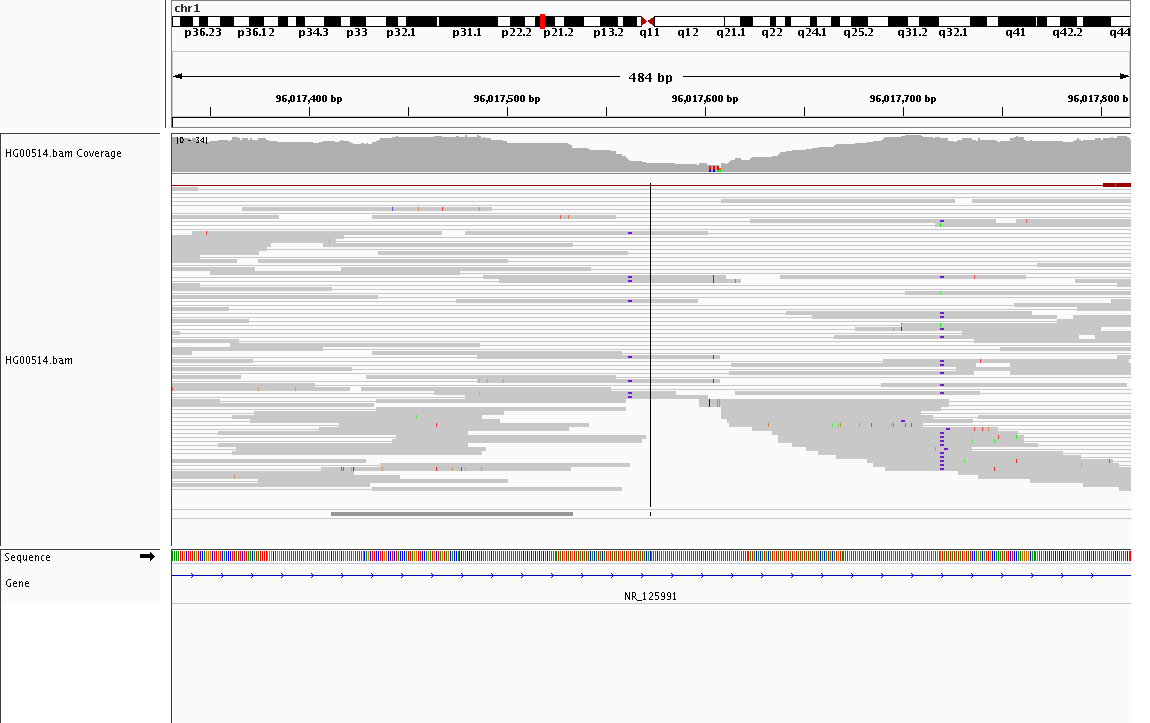 chr1
p36.23 p36.12 p34.3 p33 p32.1 p31.1 p22.2 p21.2 p13.2 q11 q12 q21.1 q22 q24.1 q25.2 q31.2 q32.1 q41 q42.2 q44
484 bp
96,017,400 bp 96,017,500 bp 96,017,600 bp 96,017,700 bp 96,017,800 b
[0 - 34]
HG00514.bam Coverage
HG00514.bam
Sequence
Gene
NR_125991